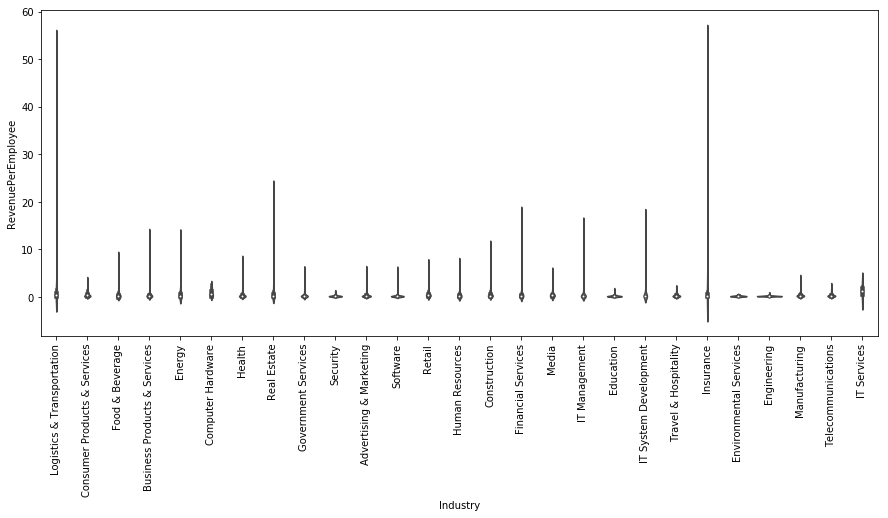 60
50
40
30
20
10
0
RevenuePerEmployee
Logistics & Transportation
Consumer Products & Services
Food & Beverage
Business Products & Services
Energy
Computer Hardware
Health
Real Estate
Government Services
Security
Advertising & Marketing
Software
Retail
Human Resources
Construction
Financial Services
Media
IT Management
Education
IT System Development
Travel & Hospitality
Insurance
Environmental Services
Engineering
Manufacturing
Telecommunications
IT Services
Industry